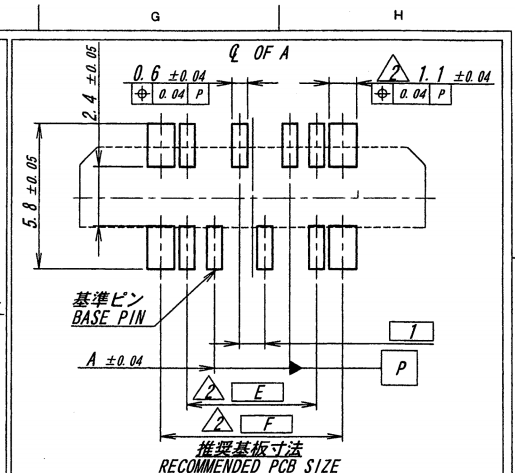 G
H
℄ OF A
0.6 ±0.04
⌖ 0.04 P
2 1.1 ±0.04
⌖ 0.04 P
2.4 ±0.05
5.8 ±0.05
基準ピン
BASE PIN
1
A ±0.04
P
2 E
2 F
推奨基板寸法
RECOMMENDED PCB SIZE